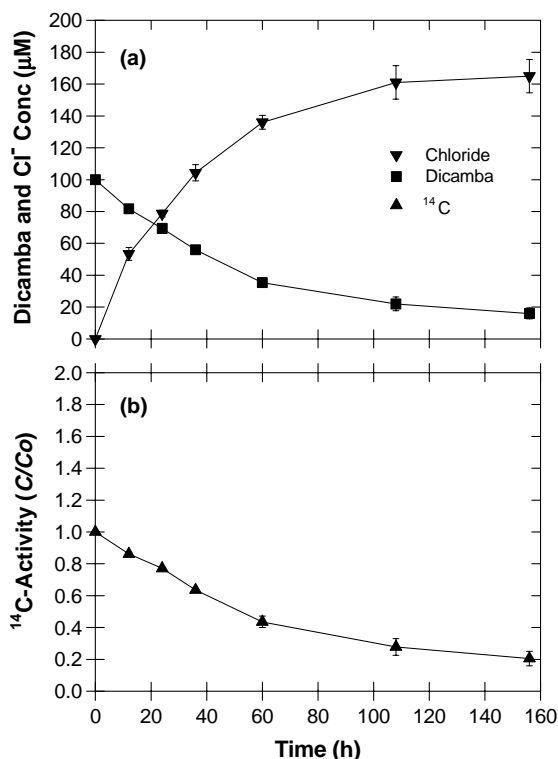 200
180
(a)
160
140
120
Chloride
100
Dicamba
80
¹⁴C
60
40
20
0
Dicamba and Cl⁻ Conc (µM)
2.0
(b)
1.8
1.6
1.4
1.2
1.0
0.8
0.6
0.4
0.2
0.0
¹⁴C-Activity (C/Co)
0 20 40 60 80 100 120 140 160
Time (h)